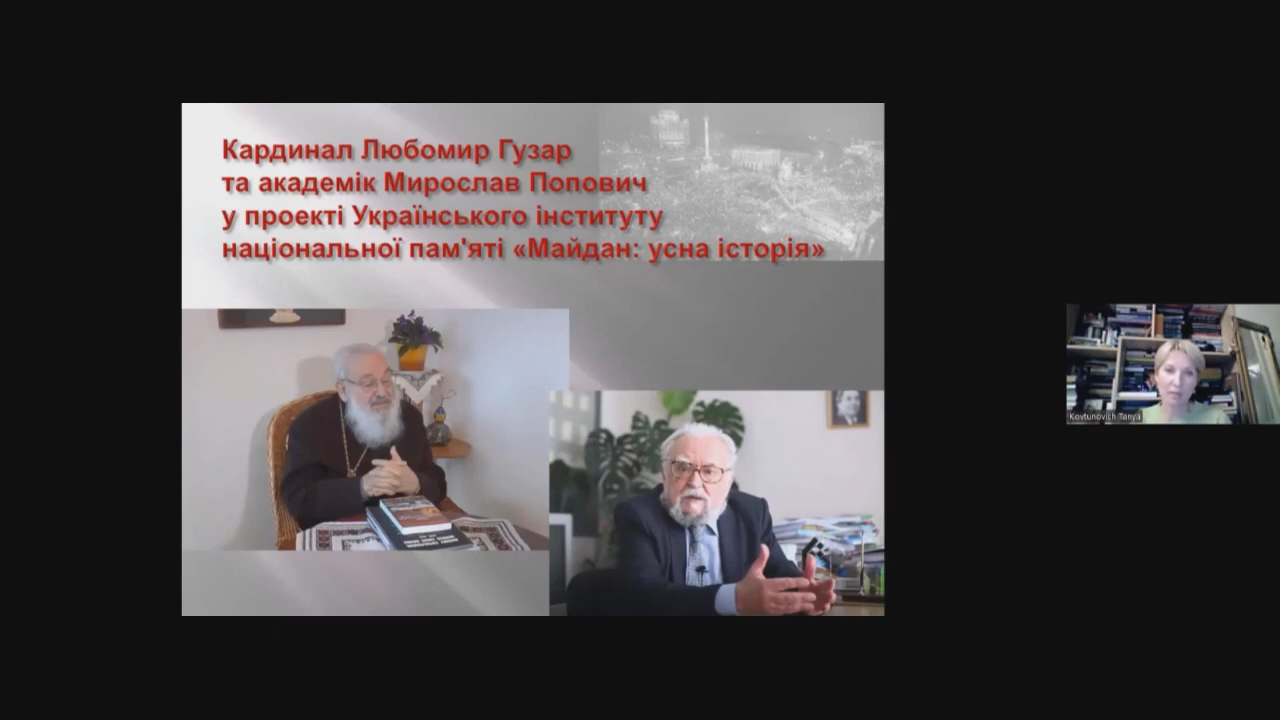 Кардинал Любомир Гузар
та академік Мирослав Попович
у проекті Українського інституту
національної пам'яті «Майдан: усна історія»
Kovtunovich Tanya